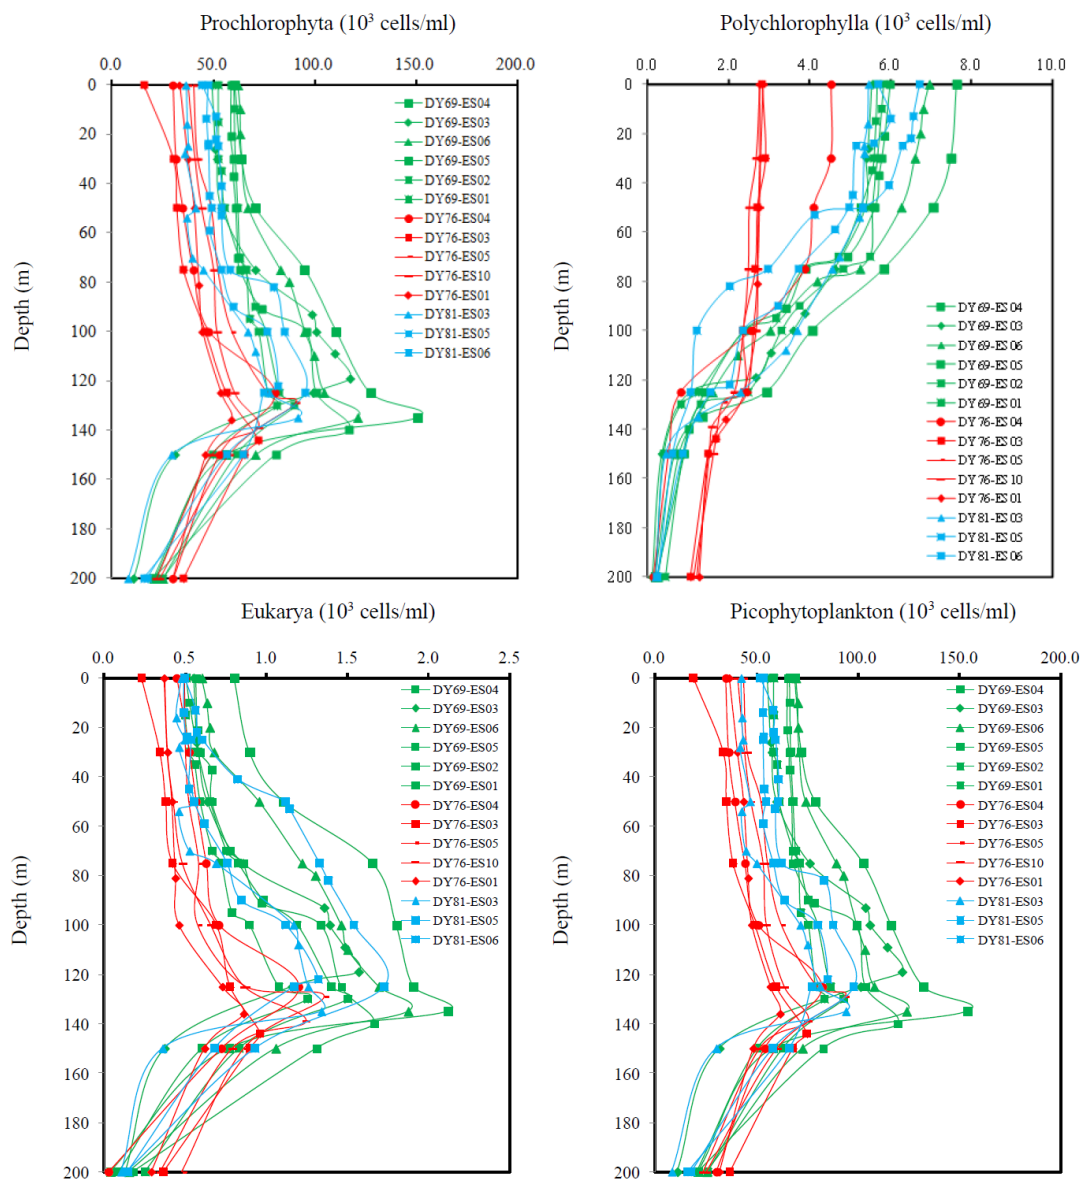 Prochlorophyta (10³ cells/ml)
0.0 50.0 100.0 150.0 200.0
0
20
40
60
80
100
120
140
160
180
200
Depth (m)
DY69-ES04
DY69-ES03
DY69-ES06
DY69-ES05
DY69-ES02
DY69-ES01
DY76-ES04
DY76-ES03
DY76-ES05
DY76-ES10
DY76-ES01
DY81-ES03
DY81-ES05
DY81-ES06
Polychlorophylla (10³ cells/ml)
0.0 2.0 4.0 6.0 8.0 10.0
0
20
40
60
80
100
120
140
160
180
200
Depth (m)
DY69-ES04
DY69-ES03
DY69-ES06
DY69-ES05
DY69-ES02
DY69-ES01
DY76-ES04
DY76-ES03
DY76-ES05
DY76-ES10
DY76-ES01
DY81-ES03
DY81-ES05
DY81-ES06
Eukarya (10³ cells/ml)
0.0 0.5 1.0 1.5 2.0 2.5
0
20
40
60
80
100
120
140
160
180
200
Depth (m)
DY69-ES04
DY69-ES03
DY69-ES06
DY69-ES05
DY69-ES02
DY69-ES01
DY76-ES04
DY76-ES03
DY76-ES05
DY76-ES10
DY76-ES01
DY81-ES03
DY81-ES05
DY81-ES06
Picophytoplankton (10³ cells/ml)
0.0 50.0 100.0 150.0 200.0
0
20
40
60
80
100
120
140
160
180
200
Depth (m)
DY69-ES04
DY69-ES03
DY69-ES06
DY69-ES05
DY69-ES02
DY69-ES01
DY76-ES04
DY76-ES03
DY76-ES05
DY76-ES10
DY76-ES01
DY81-ES03
DY81-ES05
DY81-ES06